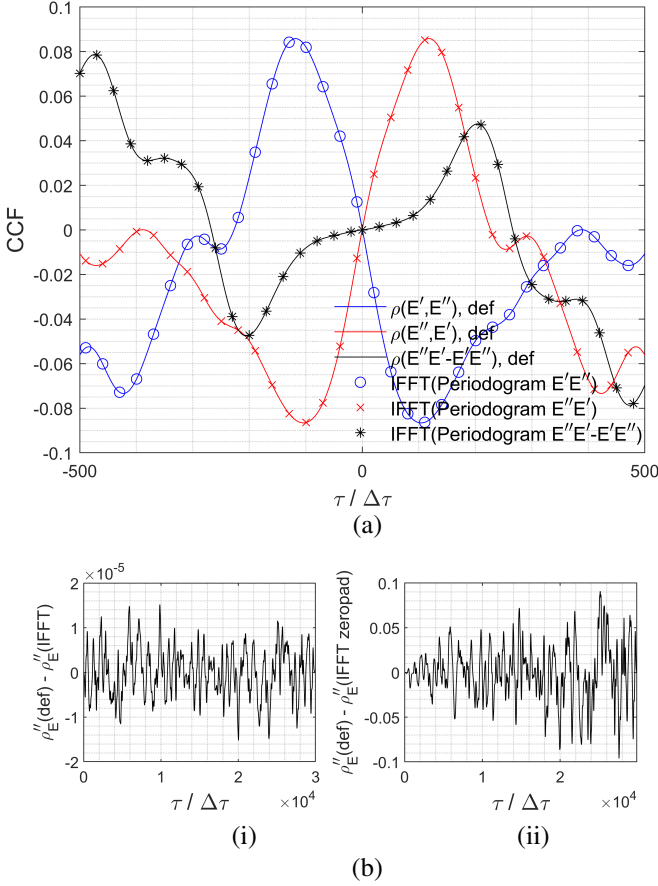 0.1
0.08
0.06
0.04
0.02
0
-0.02
-0.04
-0.06
-0.08
-0.1
CCF
-500
0
500
τ / Δτ
ρ(E′,E″), def
ρ(E″,E′), def
ρ(E″E′-E′E″), def
IFFT(Periodogram E′E″)
IFFT(Periodogram E″E′)
IFFT(Periodogram E″E′-E′E″)
(a)
×10⁻⁵
2
1
0
-1
-2
ρ″E(def) - ρ″E(IFFT)
0
1
2
3
τ / Δτ
×10⁴
(i)
0.1
0.05
0
-0.05
-0.1
ρ″E(def) - ρ″E(IFFT zeropad)
0
1
2
τ / Δτ
×10⁴
(ii)
(b)